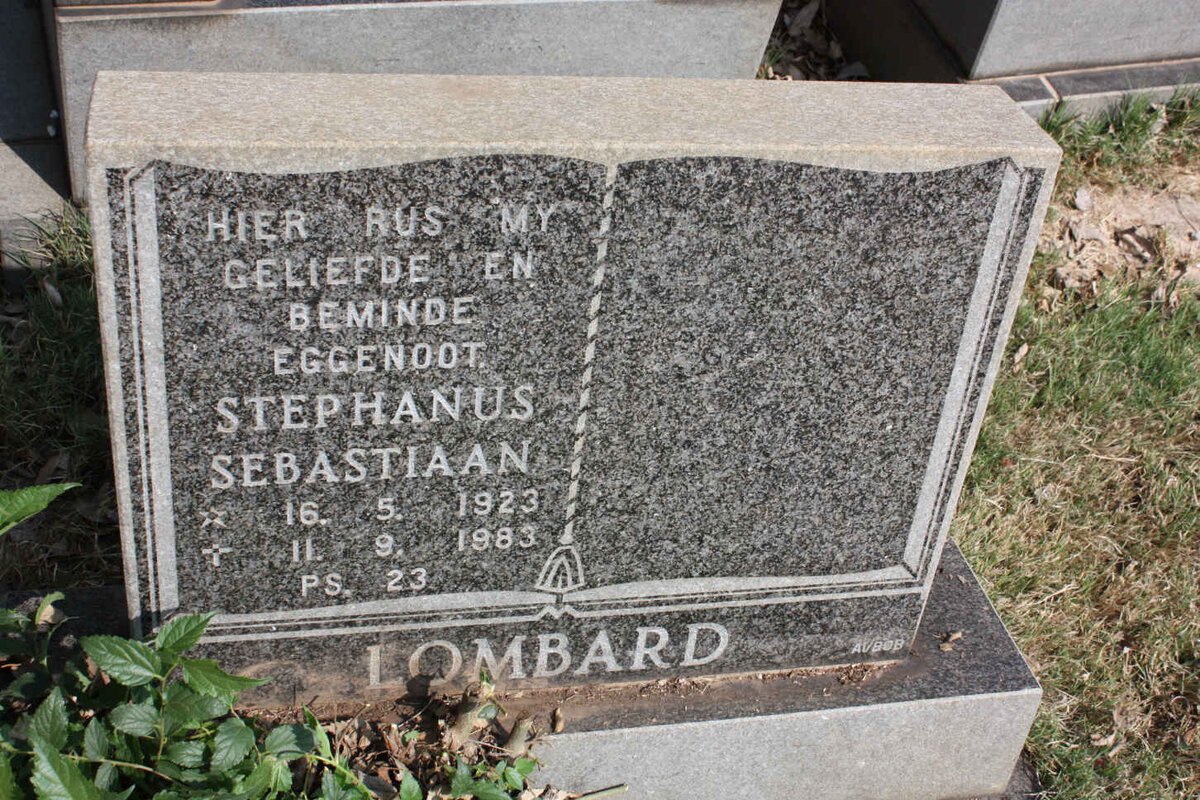 HIER RUS MY
GELIEFDE EN
BEMINDE
EGGENOOT.
STEPHANUS
SEBASTIAAN
16. 5. 1923
11. 9. 1983
PS. 23
LOMBARD
AVBOB